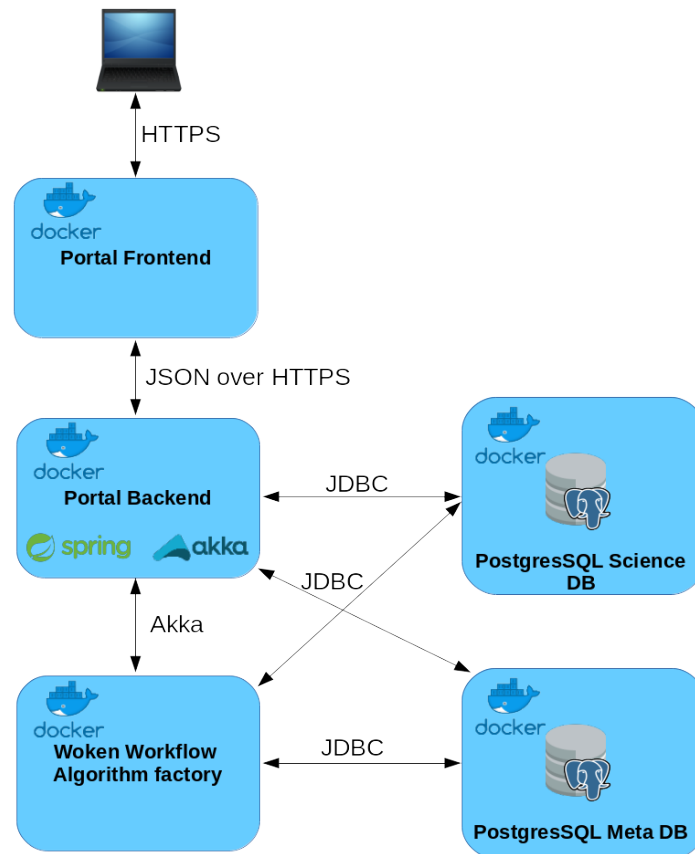 HTTPS
docker
Portal Frontend
JSON over HTTPS
docker
Portal Backend
spring
akka
JDBC
docker
PostgresSQL Science
DB
JDBC
Akka
docker
Woken Workflow
Algorithm factory
JDBC
docker
PostgresSQL Meta DB